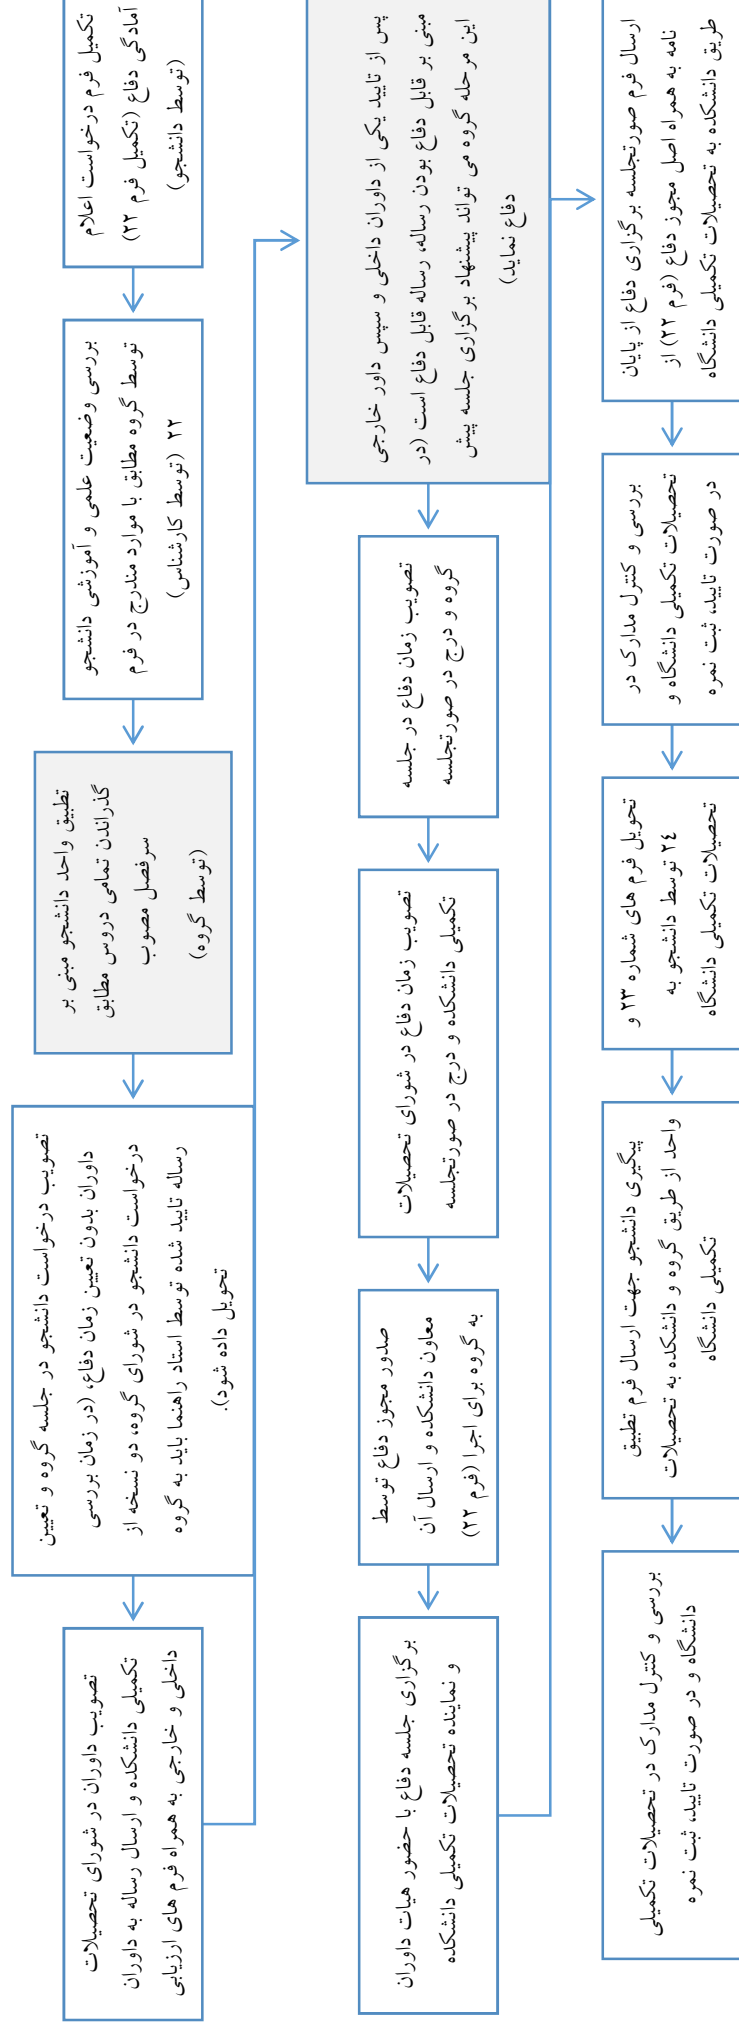 تکمیل فرم درخواست اعلام
آمادگی دفاع (تکمیل فرم ۲۲)
(توسط دانشجو)
بررسی وضعیت علمی و آموزشی دانشجو
توسط گروه مطابق با موارد مندرج در فرم
۲۲ (توسط کارشناس)
تطبیق واحد دانشجو مبنی بر
گذراندن تمامی دروس مطابق
سرفصل مصوب
(توسط گروه)
تصویب درخواست دانشجو در جلسه گروه و تعیین
داوران بدون تعیین زمان دفاع، (در زمان بررسی
درخواست دانشجو در شورای گروه، دو نسخه از
رساله تایید شده توسط استاد راهنما باید به گروه
تحویل داده شود).
تصویب داوران در شورای تحصیلات
تکمیلی دانشکده و ارسال رساله به داوران
داخلی و خارجی به همراه فرم های ارزیابی
پس از تایید یکی از داوران داخلی و سپس داور خارجی
مبنی بر قابل دفاع بودن رساله، رساله قابل دفاع است (در
این مرحله گروه می تواند پیشنهاد برگزاری جلسه پیش
دفاع نماید)
تصویب زمان دفاع در جلسه
گروه و درج در صورتجلسه
تصویب زمان دفاع در شورای تحصیلات
تکمیلی دانشکده و درج در صورتجلسه
صدور مجوز دفاع توسط
معاون دانشکده و ارسال آن
به گروه برای اجرا (فرم ۲۲)
برگزاری جلسه دفاع با حضور هیات داوران
و نماینده تحصیلات تکمیلی دانشکده
ارسال فرم صورتجلسه برگزاری دفاع از پایان
نامه به همراه اصل مجوز دفاع (فرم ۲۲) از
طریق دانشکده به تحصیلات تکمیلی دانشگاه
بررسی و کنترل مدارک در
تحصیلات تکمیلی دانشگاه و
در صورت تایید، ثبت نمره
تحویل فرم های شماره ۲۳ و
۲٤ توسط دانشجو به
تحصیلات تکمیلی دانشگاه
پیگیری دانشجو جهت ارسال فرم تطبیق
واحد از طریق گروه و دانشکده به تحصیلات
تکمیلی دانشگاه
بررسی و کنترل مدارک در تحصیلات تکمیلی
دانشگاه و در صورت تایید، ثبت نمره